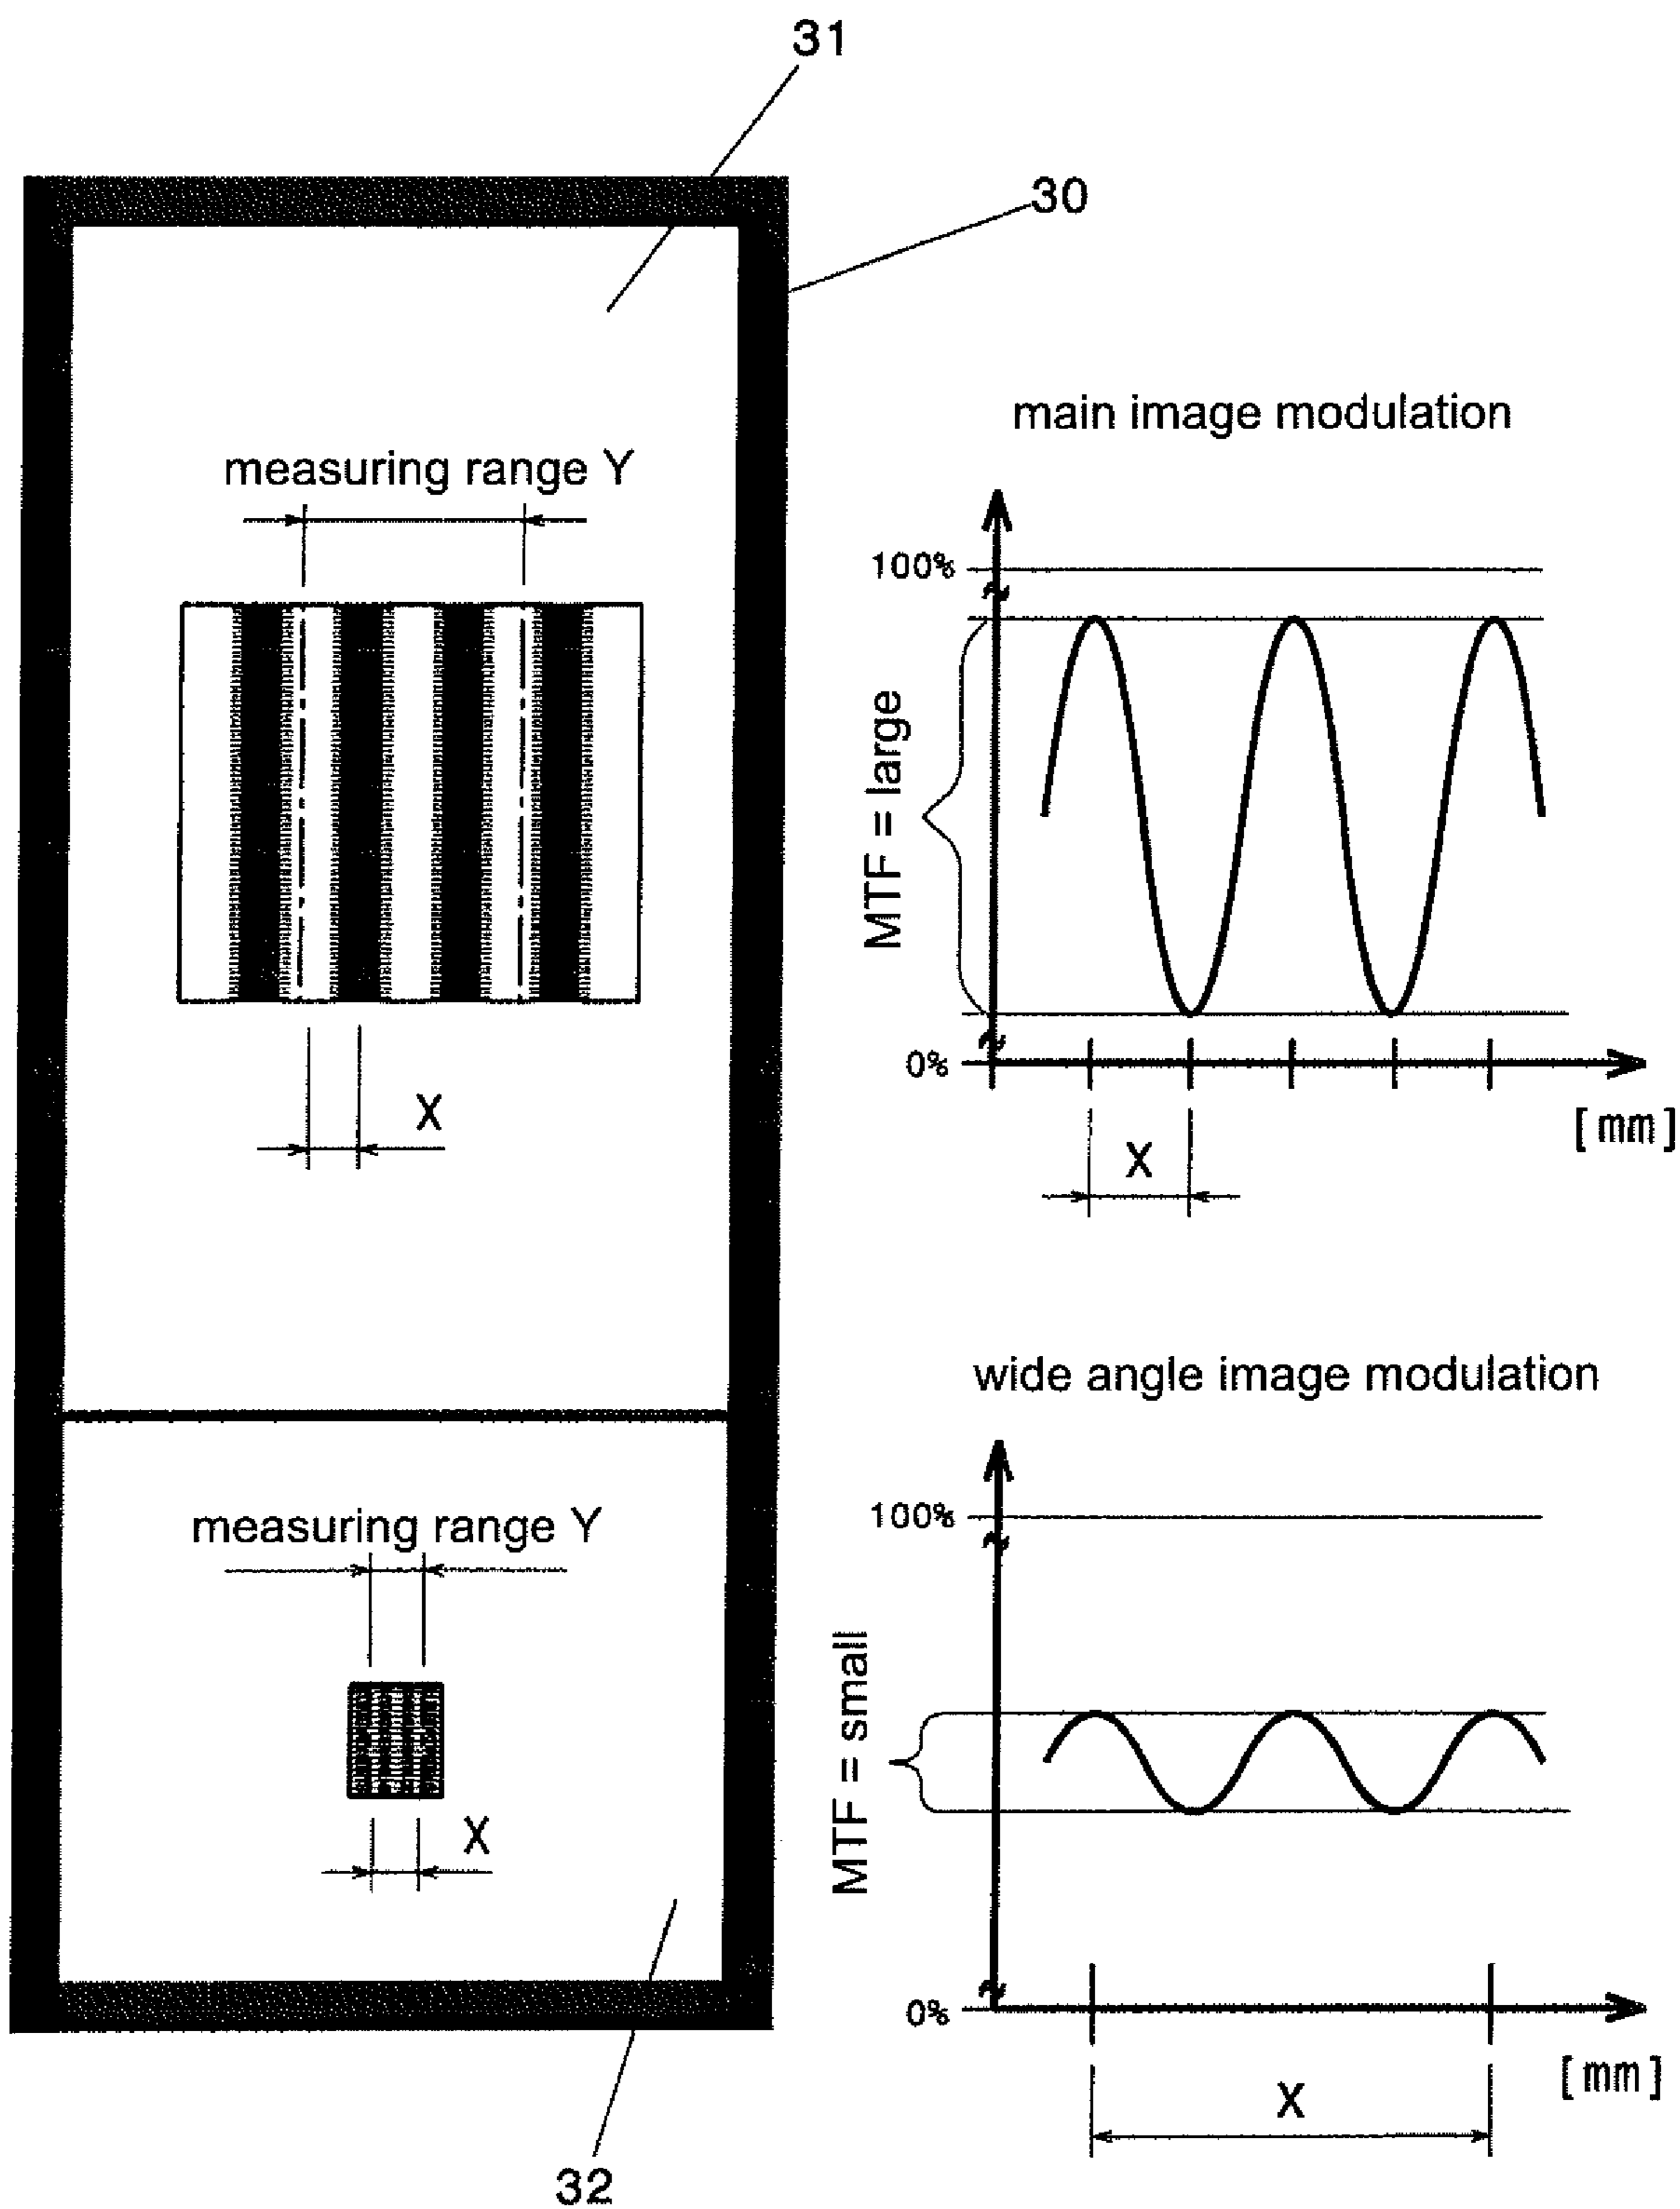 31
30
main image modulation
measuring range Y
100%
MTF = large
0%
X
[mm]
X
wide angle image modulation
measuring range Y
100%
MTF = small
X
0%
[mm]
X
32